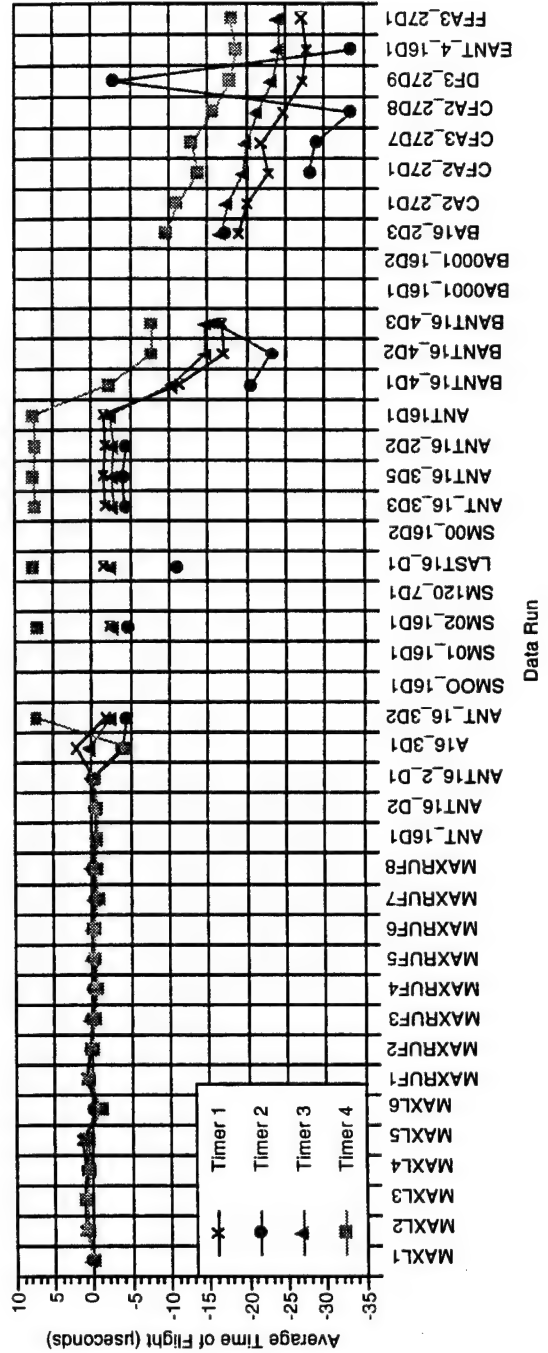 Average Time of Flight (µseconds)
10
5
0
-5
-10
-15
-20
-25
-30
-35
Timer 1
Timer 2
Timer 3
Timer 4
MAXL1
MAXL2
MAXL3
MAXL4
MAXL5
MAXL6
MAXRUF1
MAXRUF2
MAXRUF3
MAXRUF4
MAXRUF5
MAXRUF6
MAXRUF7
MAXRUF8
ANT_16D1
ANT16_D2
ANT16_2_D1
A16_3D1
ANT_16_3D2
SMOO_16D1
SM01_16D1
SM02_16D1
SM120_7D1
LAST16_D1
SM00_16D2
ANT_16_3D3
ANT16_3D5
ANT16_2D2
ANT16D1
BANT16_4D1
BANT16_4D2
BANT16_4D3
BA0001_16D1
BA0001_16D2
BA16_2D3
CA2_27D1
CFA2_27D1
CFA3_27D7
CFA2_27D8
DF3_27D9
EANT_4_16D1
FFA3_27D1
Data Run